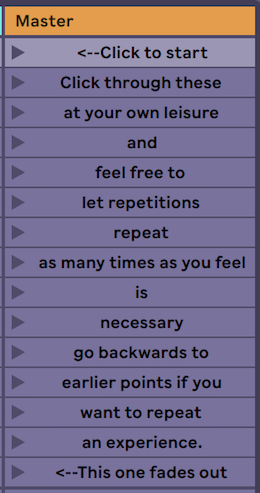 Master
<--Click to start
Click through these
at your own leisure
and
feel free to
let repetitions
repeat
as many times as you feel
is
necessary
go backwards to
earlier points if you
want to repeat
an experience.
<--This one fades out